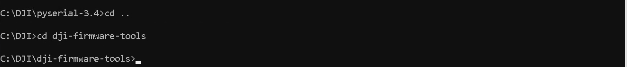 C:\DJI\pyserial-3.4>cd ..
C:\DJI>cd dji-firmware-tools
C:\DJI\dji-firmware-tools>